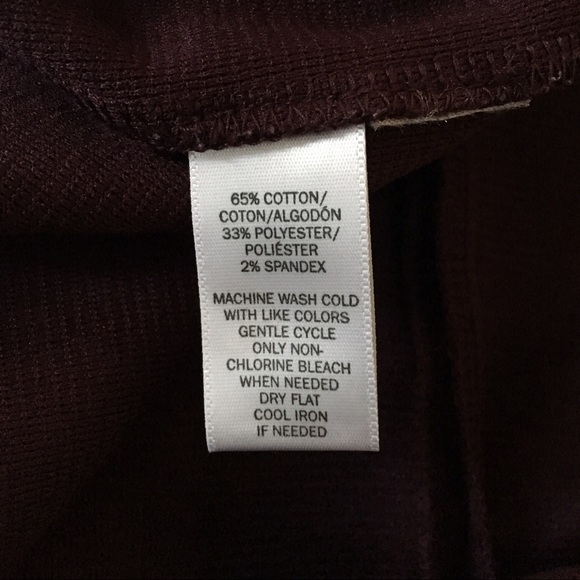 65% COTTON/
COTON/ALGODÓN
33% POLYESTER/
POLIÉSTER
2% SPANDEX
MACHINE WASH COLD
WITH LIKE COLORS
GENTLE CYCLE
ONLY NON-
CHLORINE BLEACH
WHEN NEEDED
DRY FLAT
COOL IRON
IF NEEDED